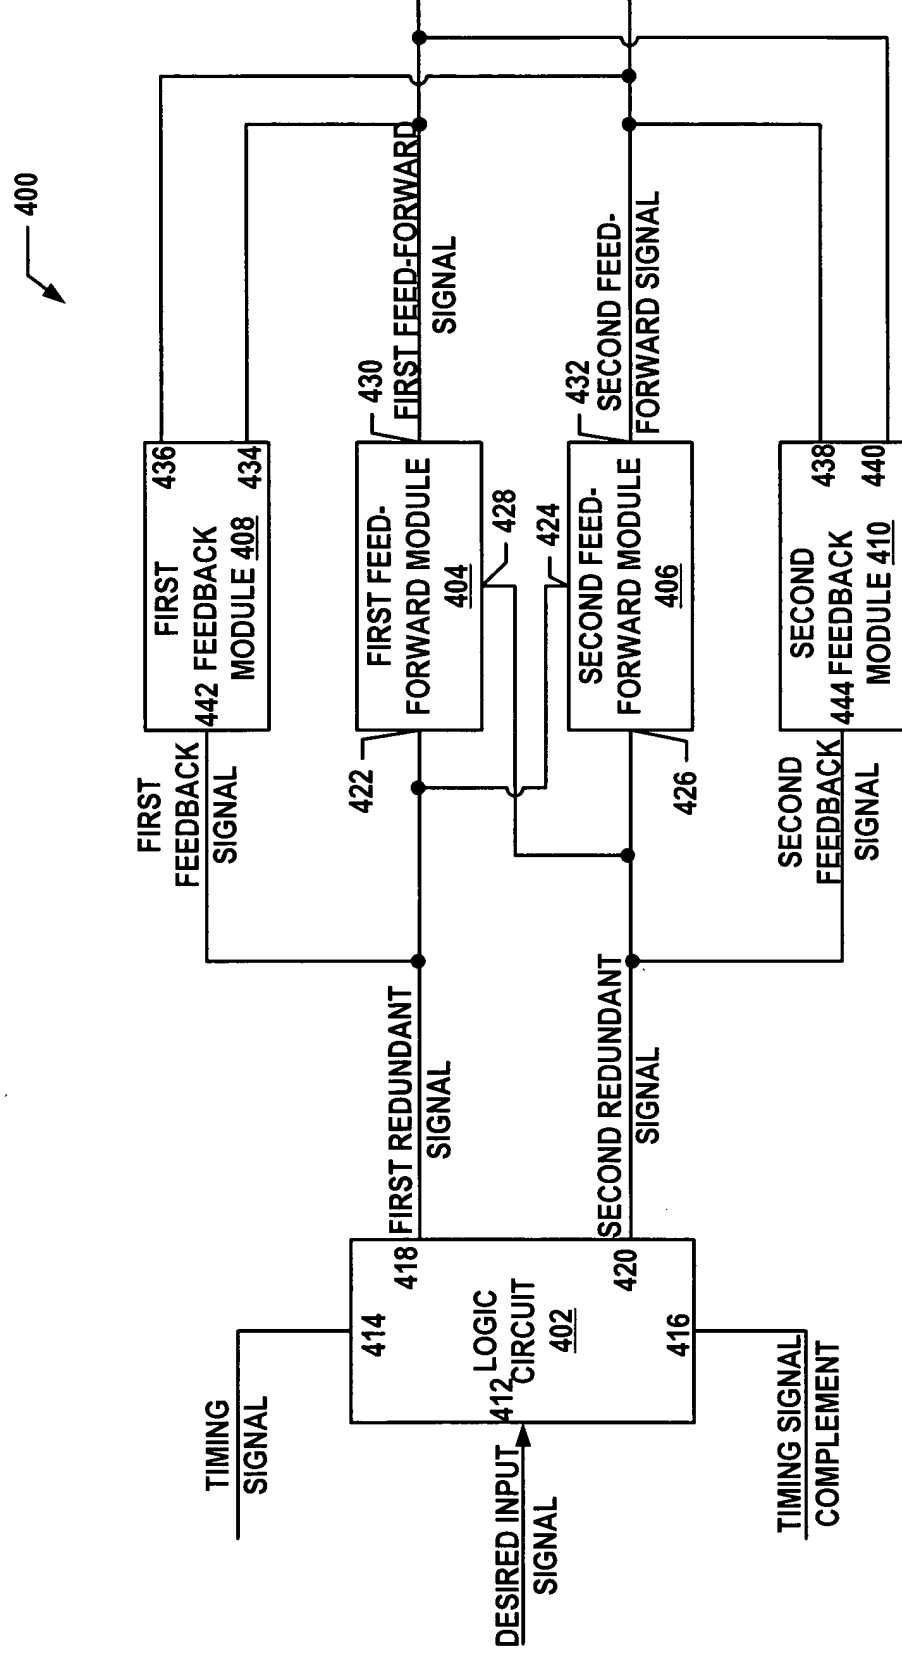 400
TIMING
SIGNAL
DESIRED INPUT
SIGNAL
TIMING SIGNAL
COMPLEMENT
414
412
LOGIC
CIRCUIT
402
416
418
420
FIRST REDUNDANT
SIGNAL
SECOND REDUNDANT
SIGNAL
FIRST
FEEDBACK
SIGNAL
442
FIRST
FEEDBACK
MODULE 408
436
434
422
FIRST FEED-
FORWARD MODULE
404
428
430
FIRST FEED-FORWARD
SIGNAL
424
426
SECOND FEED-
FORWARD MODULE
406
432
SECOND FEED-
FORWARD SIGNAL
SECOND
FEEDBACK
SIGNAL
444
SECOND
FEEDBACK
MODULE 410
438
440